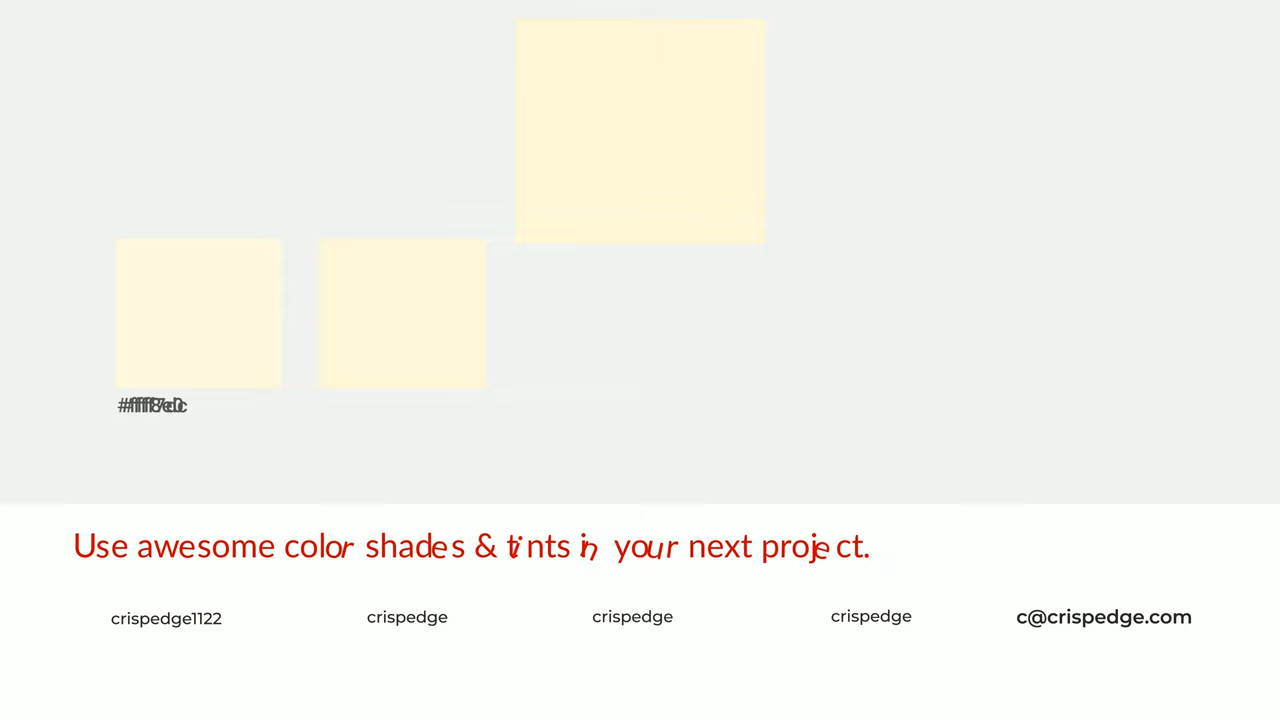 Use awesome color shades & tints in your next project.
crispedge1122 crispedge crispedge crispedge c@crispedge.com